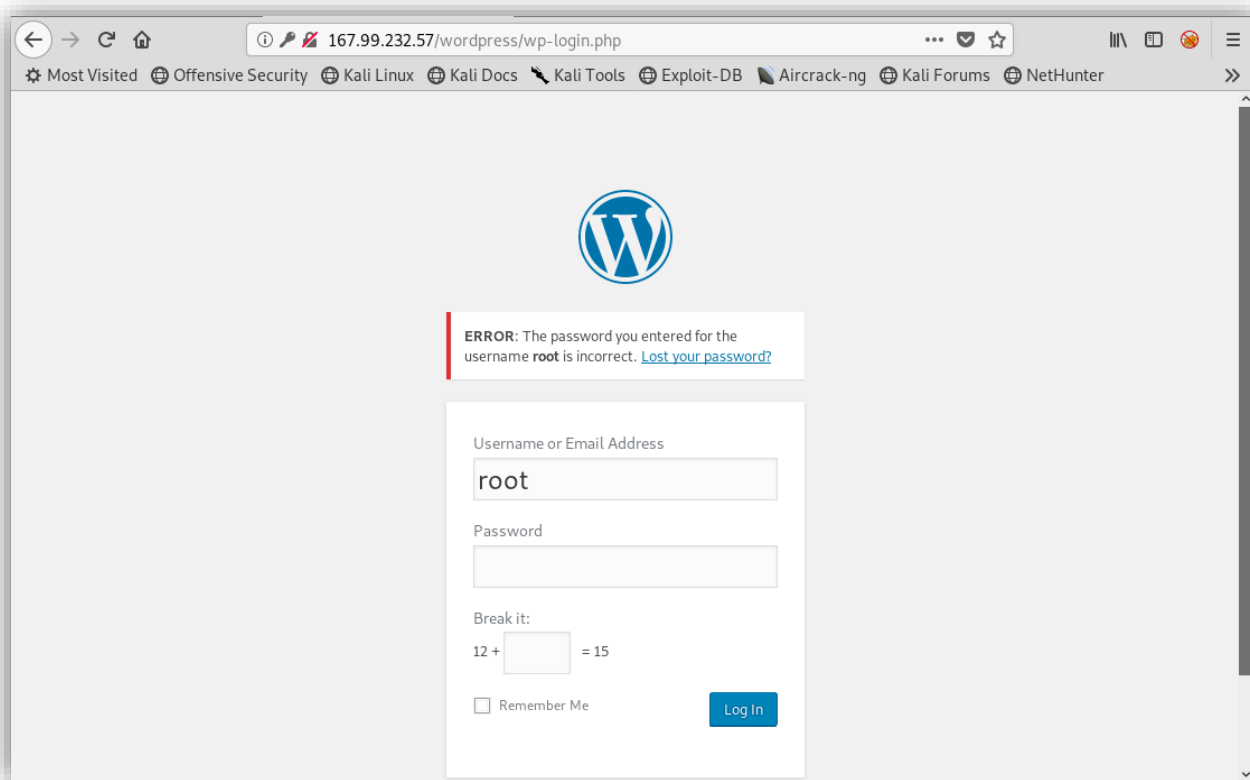 167.99.232.57/wordpress/wp-login.php
Most Visited Offensive Security Kali Linux Kali Docs Kali Tools Exploit-DB Aircrack-ng Kali Forums NetHunter
ERROR: The password you entered for the
username root is incorrect. Lost your password?
Username or Email Address
root
Password
Break it:
12 + = 15
Remember Me Log In